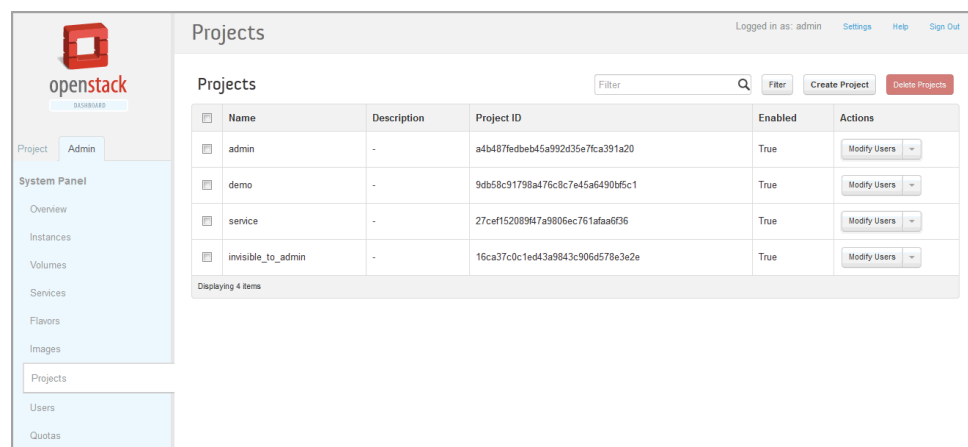 openstack
DASHBOARD
Project Admin
System Panel
Overview
Instances
Volumes
Services
Flavors
Images
Projects
Users
Quotas
Projects
Logged in as: admin Settings Help Sign Out
Projects
Filter Filter Create Project Delete Projects
Name Description Project ID Enabled Actions
admin - a4b487fedbeb45a992d35e7fca391a20 True Modify Users
demo - 9db58c91798a476c8c7e45a6490bf5c1 True Modify Users
service - 27cef152089f47a9806ec761afaa6f36 True Modify Users
invisible_to_admin - 16ca37c0c1ed43a9843c906d578e3e2e True Modify Users
Displaying 4 items